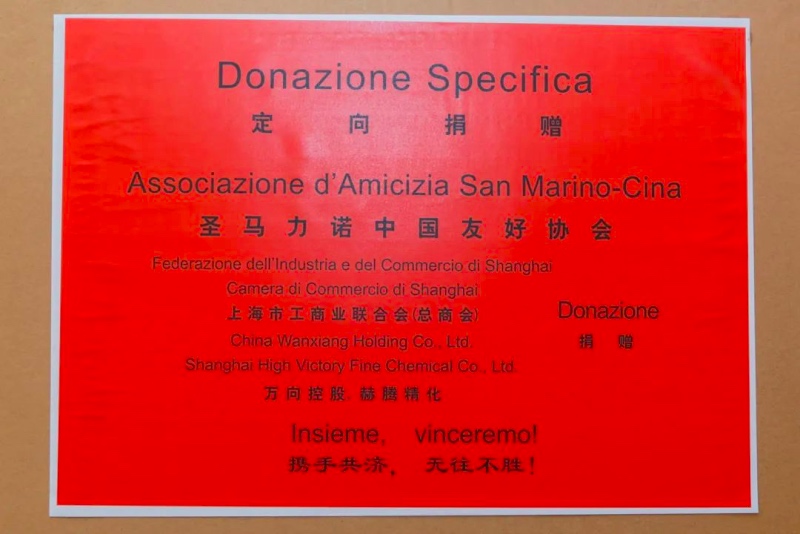 Donazione Specifica
定向捐赠
Associazione d'Amicizia San Marino-Cina
圣马力诺中国友好协会
Federazione dell'Industria e del Commercio di Shanghai
Camera di Commercio di Shanghai
上海市工商业联合会(总商会)
China Wanxiang Holding Co., Ltd.
Shanghai High Victory Fine Chemical Co., Ltd.
万向控股, 赫腾精化
Donazione
捐赠
Insieme, vinceremo!
携手共济，无往不胜！